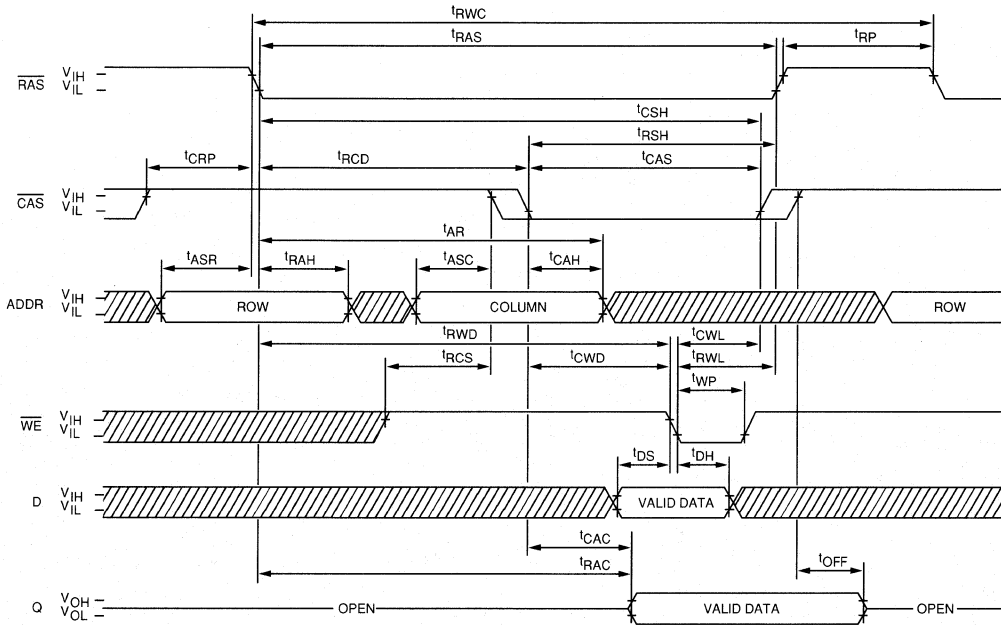 tRWC
tRAS
tRP
RAS VIH
VIL
tCSH
tRSH
tCRP tRCD tCAS
CAS VIH
VIL
tAR
tASR tRAH tASC tCAH
ADDR VIH
VIL
ROW COLUMN ROW
tRWD tCWL
tRCS tCWD tRWL
tWP
WE VIH
VIL
tDS tDH
D VIH
VIL
VALID DATA
tCAC
tRAC tOFF
Q VOH
VOL
OPEN VALID DATA OPEN